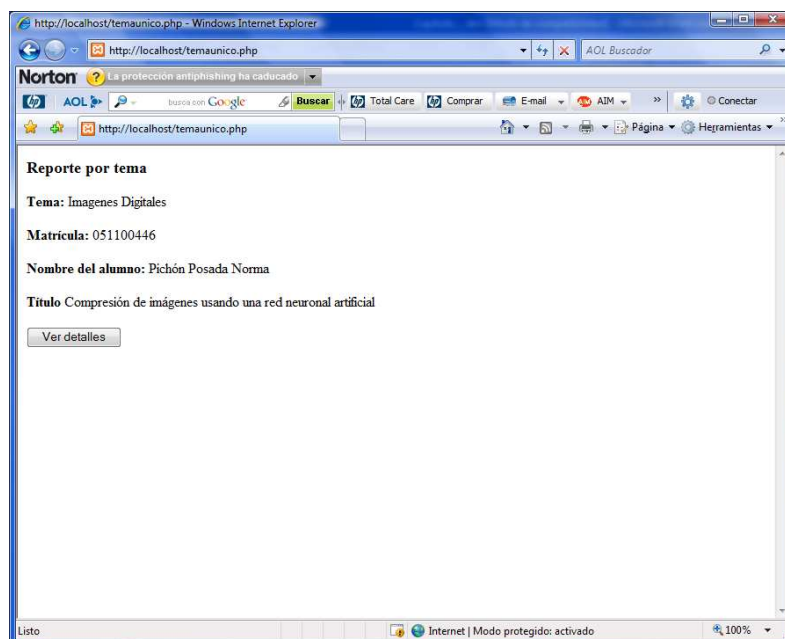 http://localhost/temaunico.php - Windows Internet Explorer
http://localhost/temaunico.php AOL Buscador
Norton La protección antiphishing ha caducado
hp AOL busca con Google Buscar hp Total Care hp Comprar E-mail AIM » Conectar
http://localhost/temaunico.php Página Herramientas »
Reporte por tema
Tema: Imagenes Digitales
Matrícula: 051100446
Nombre del alumno: Pichón Posada Norma
Título Compresión de imágenes usando una red neuronal artificial
Ver detalles
Listo Internet | Modo protegido: activado 100%